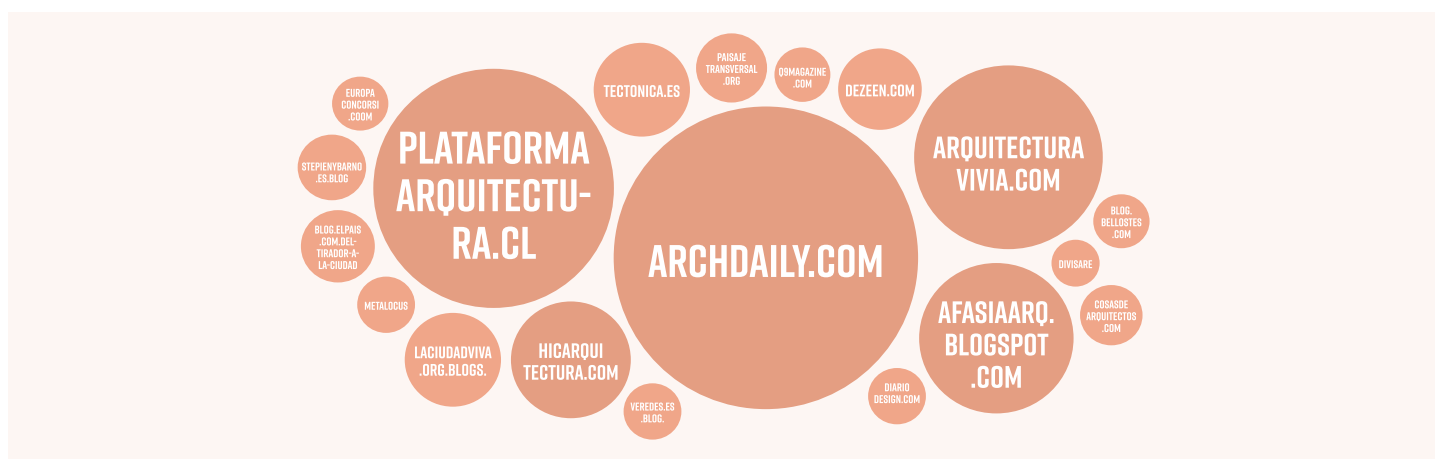 EUROPA
CONCORSI
.COOM
STEPIENYBARNO
.ES.BLOG
BLOG.ELPAIS
.COM.DEL-
TIRADOR-A-
LA-CIUDAD
METALOCUS
PLATAFORMA
ARQUITECTU-
RA.CL
LACIUDADVIVA
.ORG.BLOGS.
HICARQUI
TECTURA.COM
VEREDES.ES
.BLOG.
TECTONICA.ES
PAISAJE
TRANSVERSAL
.ORG
Q9MAGAZINE
.COM
DEZEEN.COM
ARCHDAILY.COM
ARQUITECTURA
VIVIA.COM
BLOG.
BELLOSTES
.COM
DIVISARE
COSASDE
ARQUITECTOS
.COM
AFASIAARQ.
BLOGSPOT
.COM
DIARIO
DESIGN.COM